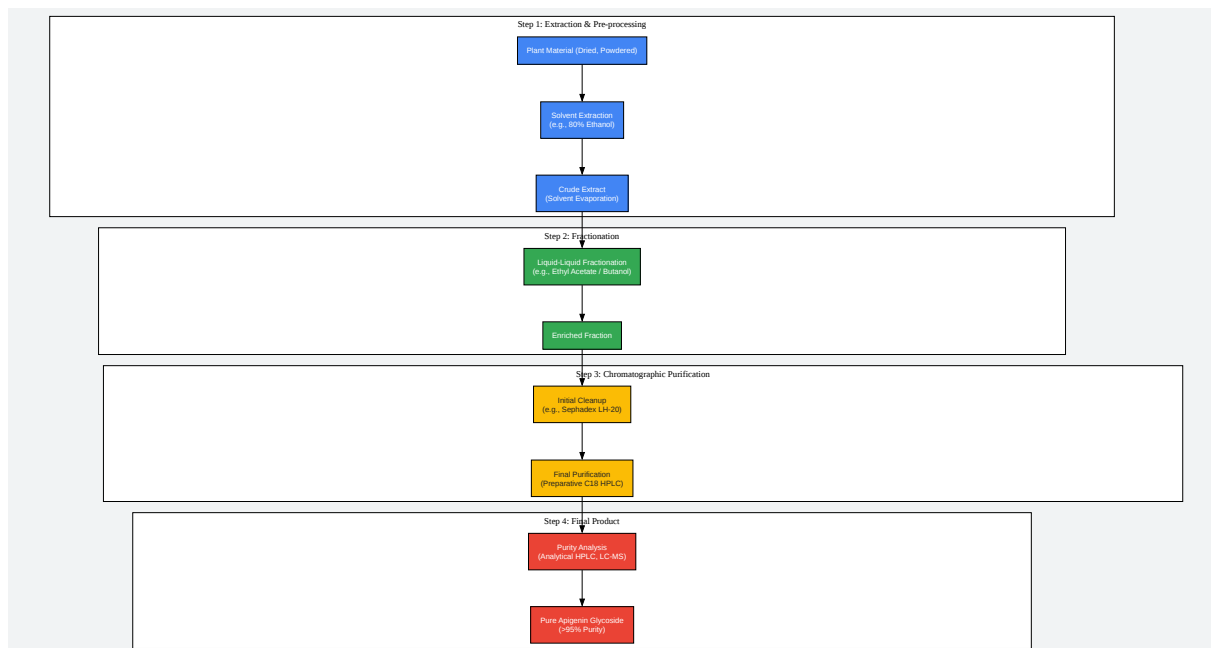 Step 1: Extraction & Pre-processing
Plant Material (Dried, Powdered)
Solvent Extraction
(e.g., 80% Ethanol)
Crude Extract
(Solvent Evaporation)
Step 2: Fractionation
Liquid-Liquid Fractionation
(e.g., Ethyl Acetate / Butanol)
Enriched Fraction
Step 3: Chromatographic Purification
Initial Cleanup
(e.g., Sephadex LH-20)
Final Purification
(Preparative C18 HPLC)
Step 4: Final Product
Purity Analysis
(Analytical HPLC, LC-MS)
Pure Apigenin Glycoside
(>95% Purity)